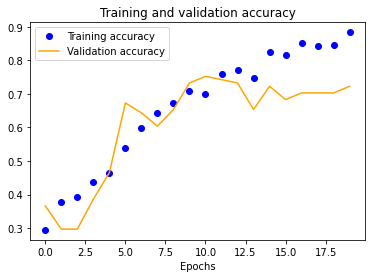 Training and validation accuracy
Training accuracy
Validation accuracy
0.9
0.8
0.7
0.6
0.5
0.4
0.3
0.0 2.5 5.0 7.5 10.0 12.5 15.0 17.5
Epochs